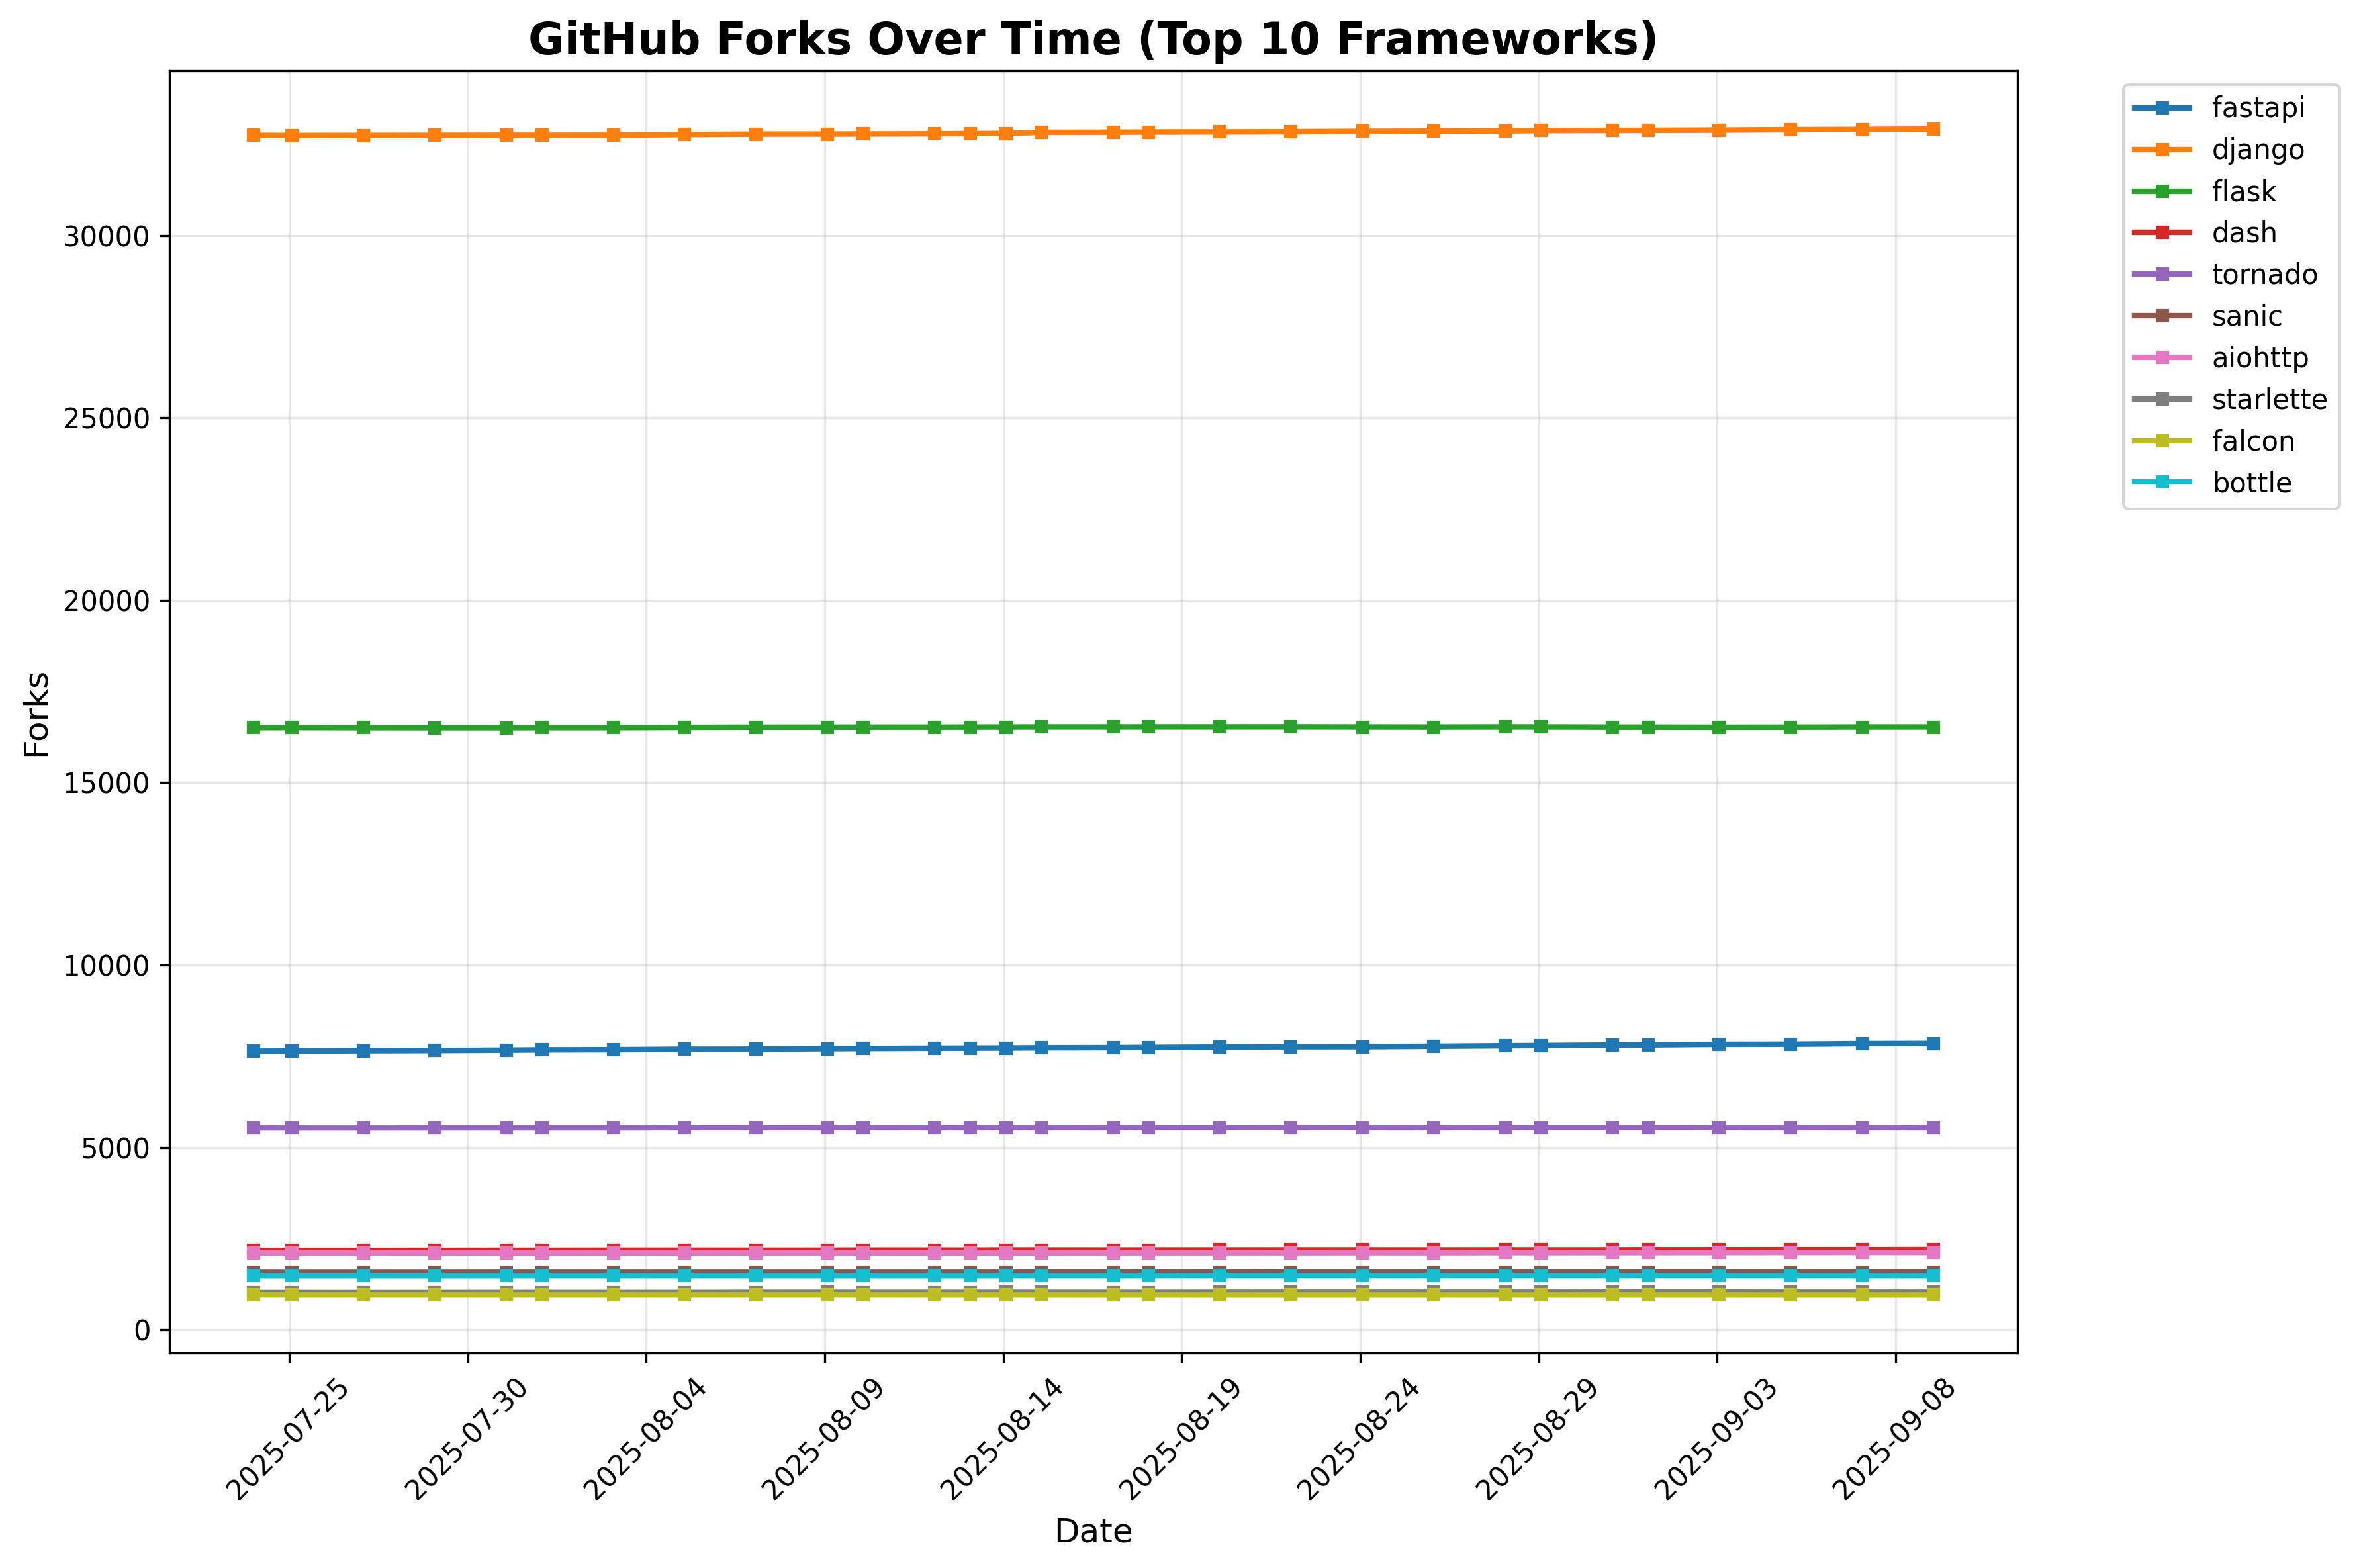 GitHub Forks Over Time (Top 10 Frameworks)
fastapi
django
flask
dash
tornado
sanic
aiohttp
starlette
falcon
bottle
Forks
30000
25000
20000
15000
10000
5000
0
2025-07-25
2025-07-30
2025-08-04
2025-08-09
2025-08-14
2025-08-19
2025-08-24
2025-08-29
2025-09-03
2025-09-08
Date